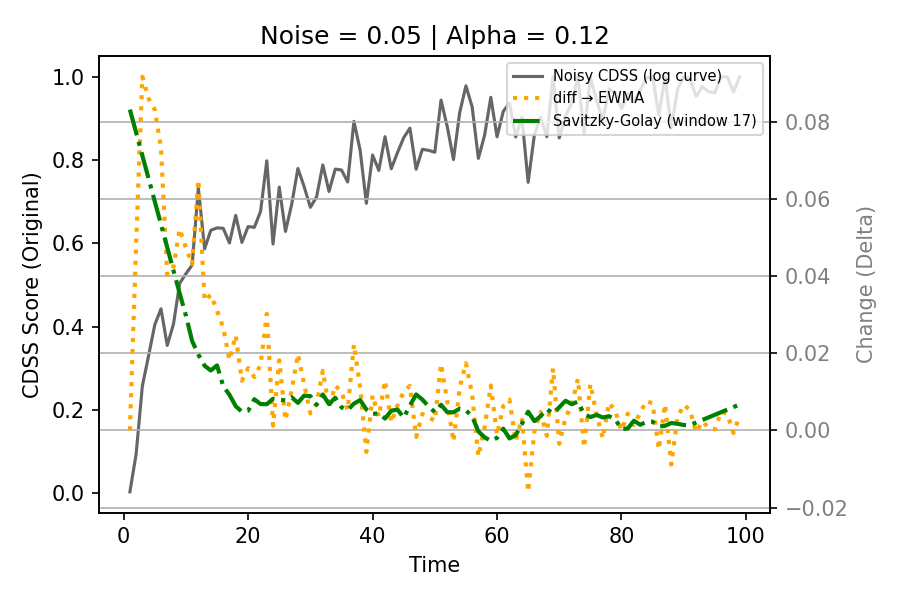 Noise = 0.05 | Alpha = 0.12
Noisy CDSS (log curve)
diff → EWMA
Savitzky-Golay (window 17)
CDSS Score (Original)
1.0
0.8
0.6
0.4
0.2
0.0
0.08
0.06
0.04
0.02
0.00
−0.02
Change (Delta)
0 20 40 60 80 100
Time